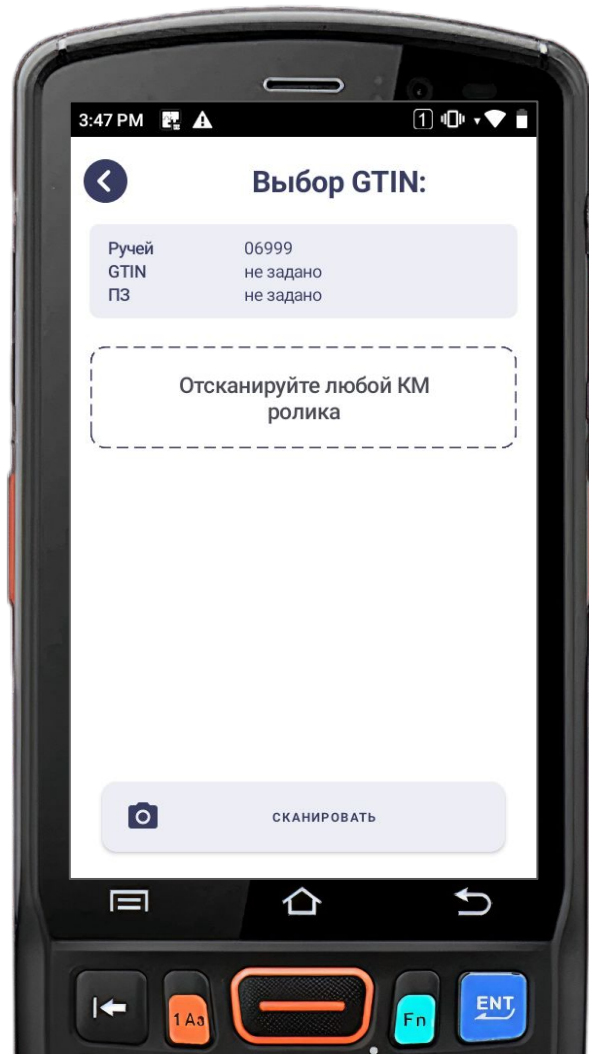 3:47 PM
1
Выбор GTIN:
Ручей 06999
GTIN не задано
ПЗ не задано
Отсканируйте любой КМ
ролика
СКАНИРОВАТЬ
1 Aa
Fn
ENT